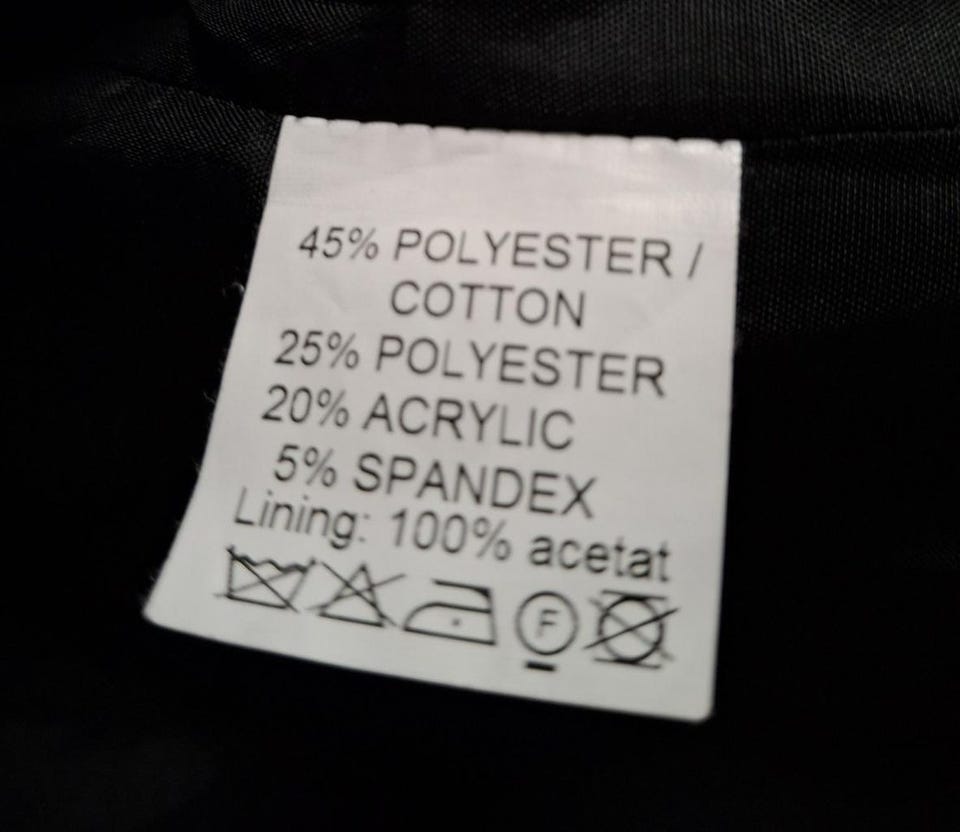 45% POLYESTER /
COTTON
25% POLYESTER
20% ACRYLIC
5% SPANDEX
Lining: 100% acetat
F